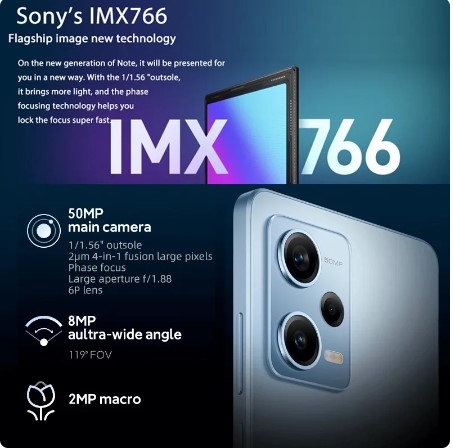 Sony's IMX766
Flagship image new technology
On the new generation of Note, it will be presented for
you in a new way. With the 1/1.56 "outsole,
it brings more light, and the phase
focusing technology helps you
lock the focus super fast.
IMX 766
50MP
main camera
1/1.56" outsole
2μm 4-in-1 fusion large pixels
Phase focus
Large aperture f/1.88
6P lens
50MP
8MP
aultra-wide angle
119° FOV
2MP macro